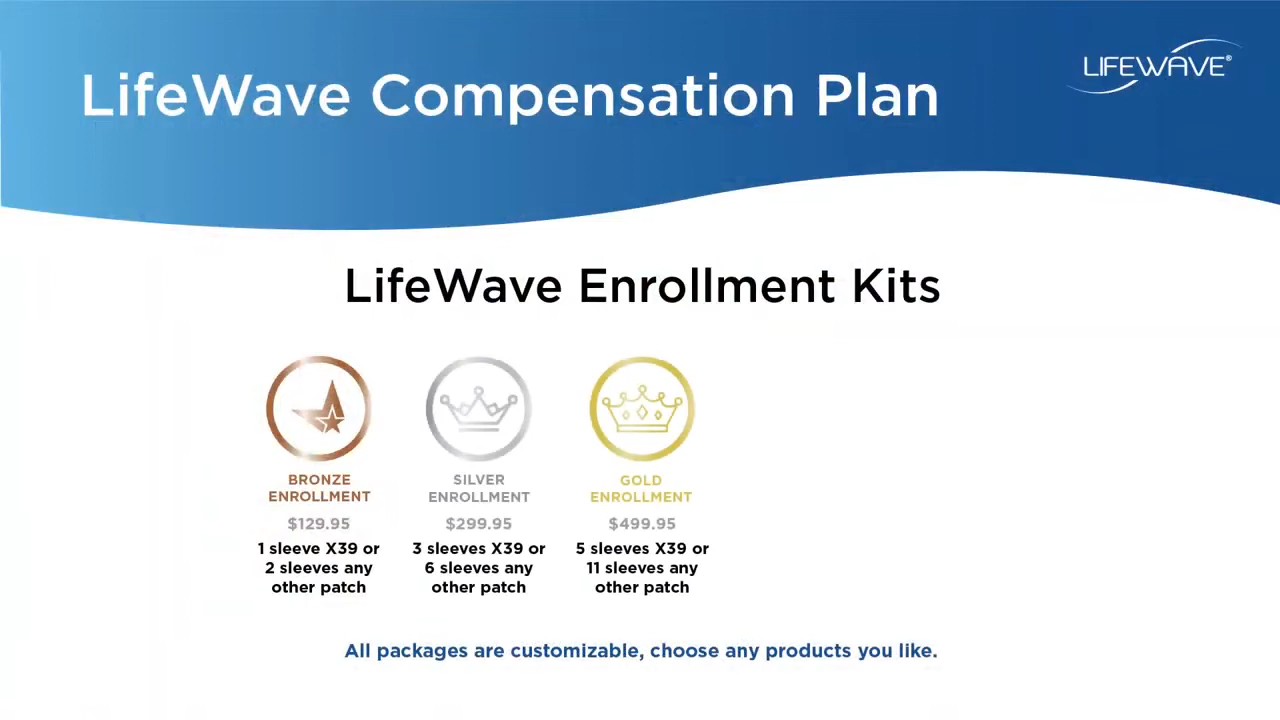 LifeWave Compensation Plan
LIFEWAVE®
LifeWave Enrollment Kits
BRONZE
ENROLLMENT
$129.95
1 sleeve X39 or
2 sleeves any
other patch
SILVER
ENROLLMENT
$299.95
3 sleeves X39 or
6 sleeves any
other patch
GOLD
ENROLLMENT
$499.95
5 sleeves X39 or
11 sleeves any
other patch
All packages are customizable, choose any products you like.